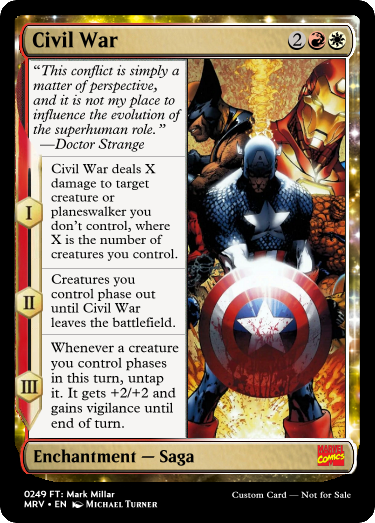 Civil War 2
“This conflict is simply a
matter of perspective,
and it is not my place to
influence the evolution of
the superhuman role.”
—Doctor Strange
I
Civil War deals X
damage to target
creature or
planeswalker you
don’t control, where
X is the number of
creatures you control.
II
Creatures you
control phase out
until Civil War
leaves the battlefield.
III
Whenever a creature
you control phases
in this turn, untap
it. It gets +2/+2 and
gains vigilance until
end of turn.
A
Enchantment — Saga
MARVEL
COMICS
0249 FT: Mark Millar
MRV • EN Michael Turner
Custom Card — Not for Sale